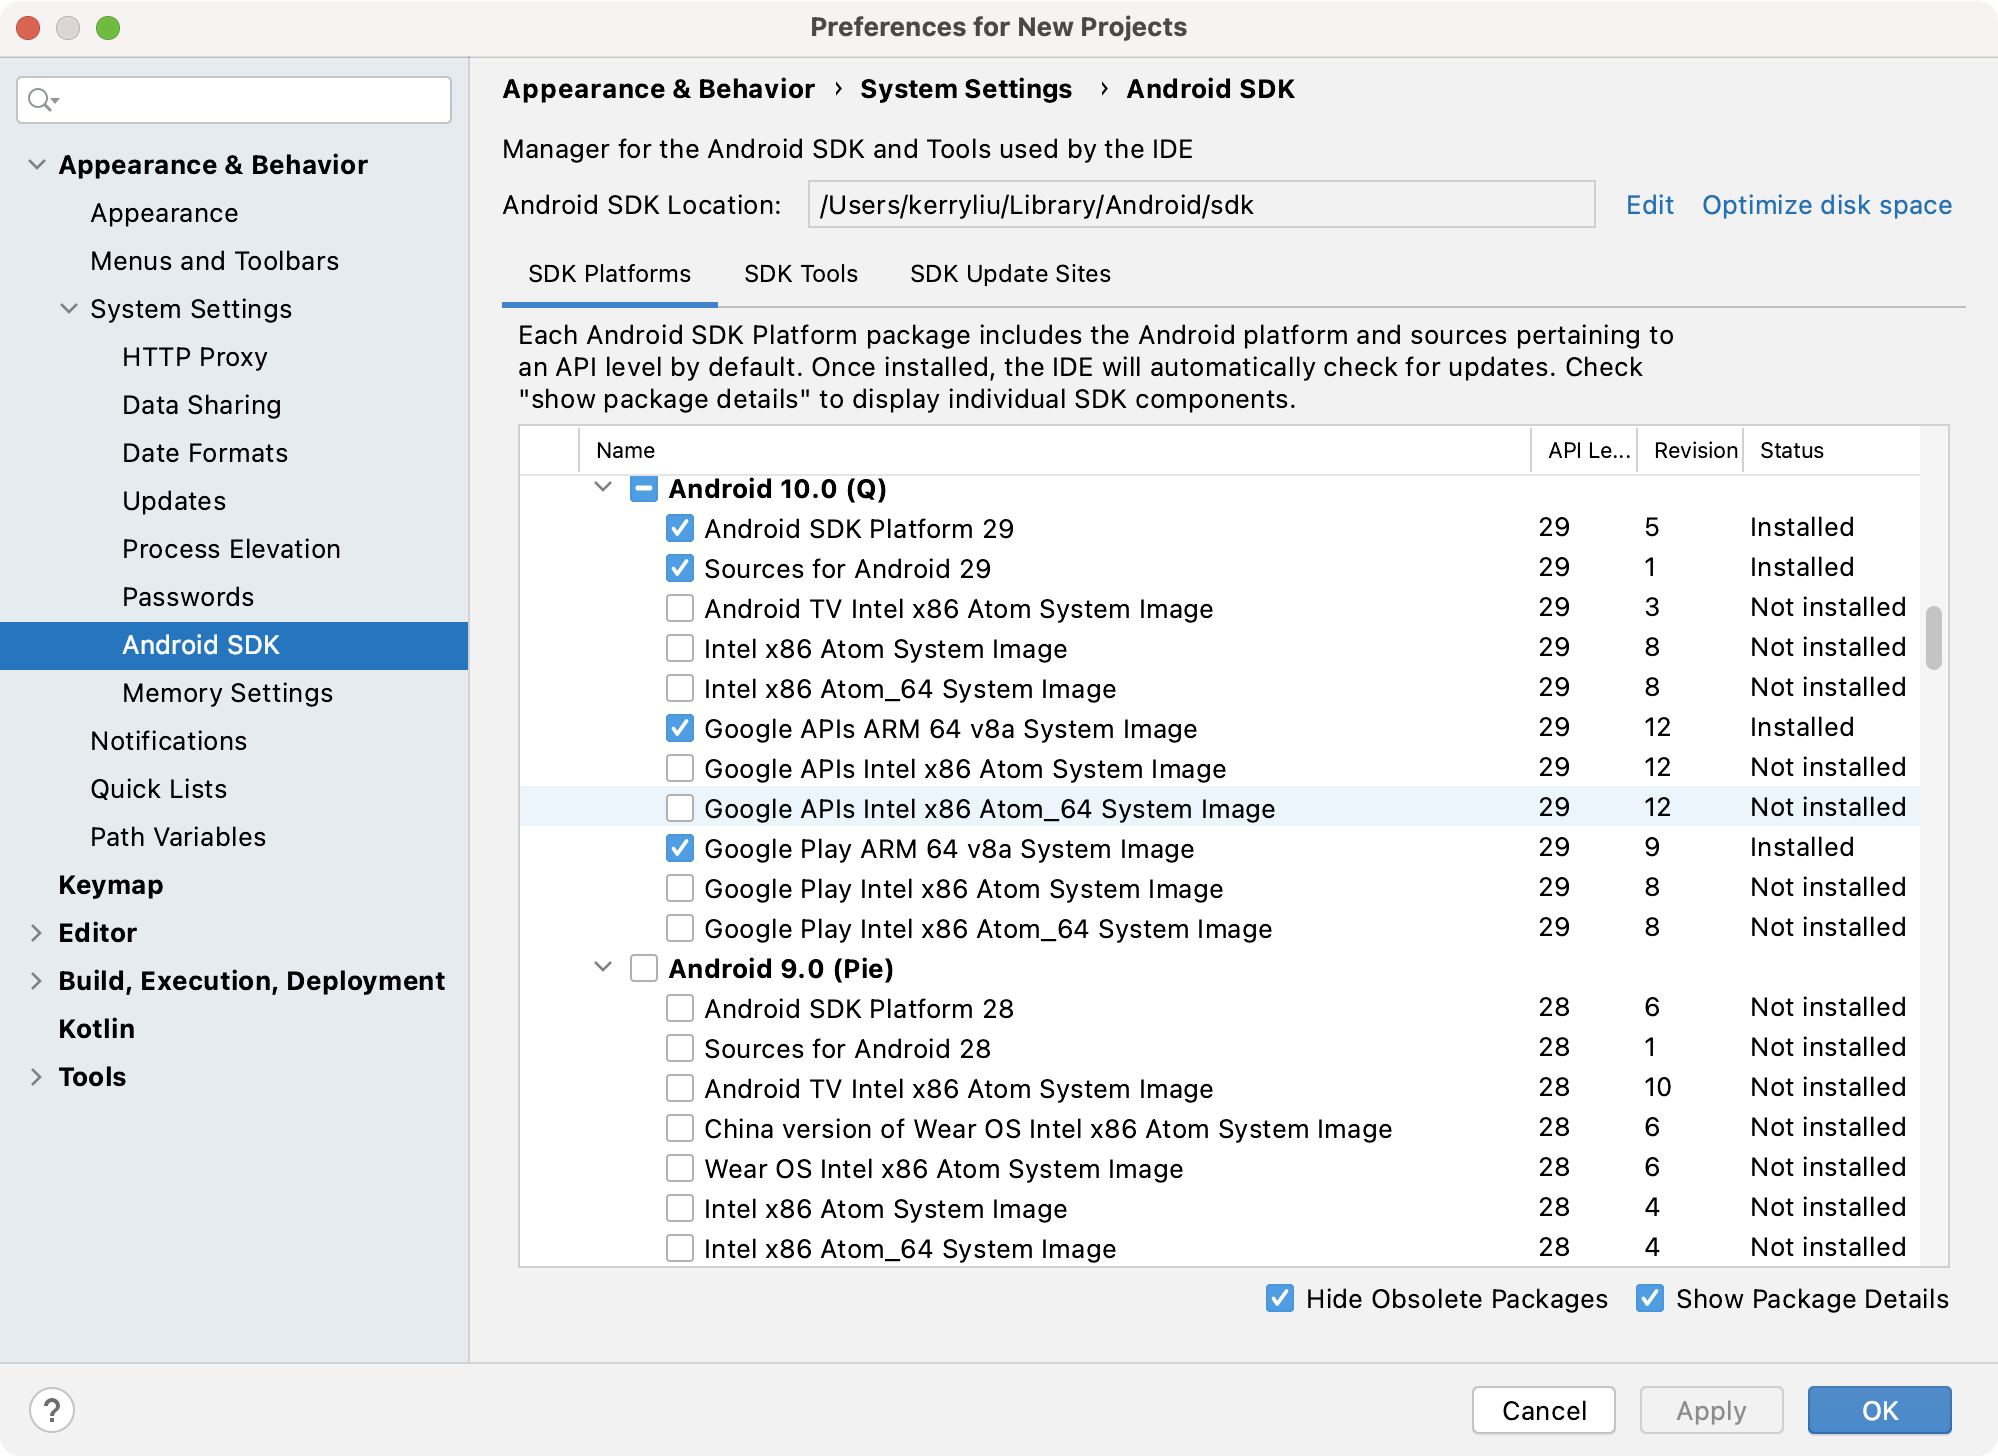 Preferences for New Projects
Appearance & Behavior
Appearance
Menus and Toolbars
System Settings
HTTP Proxy
Data Sharing
Date Formats
Updates
Process Elevation
Passwords
Android SDK
Memory Settings
Notifications
Quick Lists
Path Variables
Keymap
Editor
Build, Execution, Deployment
Kotlin
Tools
Appearance & Behavior › System Settings › Android SDK
Manager for the Android SDK and Tools used by the IDE
Android SDK Location: /Users/kerryliu/Library/Android/sdk Edit Optimize disk space
SDK Platforms SDK Tools SDK Update Sites
Each Android SDK Platform package includes the Android platform and sources pertaining to
an API level by default. Once installed, the IDE will automatically check for updates. Check
"show package details" to display individual SDK components.
Name API Le... Revision Status
Android 10.0 (Q)
Android SDK Platform 29 29 5 Installed
Sources for Android 29 29 1 Installed
Android TV Intel x86 Atom System Image 29 3 Not installed
Intel x86 Atom System Image 29 8 Not installed
Intel x86 Atom_64 System Image 29 8 Not installed
Google APIs ARM 64 v8a System Image 29 12 Installed
Google APIs Intel x86 Atom System Image 29 12 Not installed
Google APIs Intel x86 Atom_64 System Image 29 12 Not installed
Google Play ARM 64 v8a System Image 29 9 Installed
Google Play Intel x86 Atom System Image 29 8 Not installed
Google Play Intel x86 Atom_64 System Image 29 8 Not installed
Android 9.0 (Pie)
Android SDK Platform 28 28 6 Not installed
Sources for Android 28 28 1 Not installed
Android TV Intel x86 Atom System Image 28 10 Not installed
China version of Wear OS Intel x86 Atom System Image 28 6 Not installed
Wear OS Intel x86 Atom System Image 28 6 Not installed
Intel x86 Atom System Image 28 4 Not installed
Intel x86 Atom_64 System Image 28 4 Not installed
Hide Obsolete Packages Show Package Details
? Cancel Apply OK